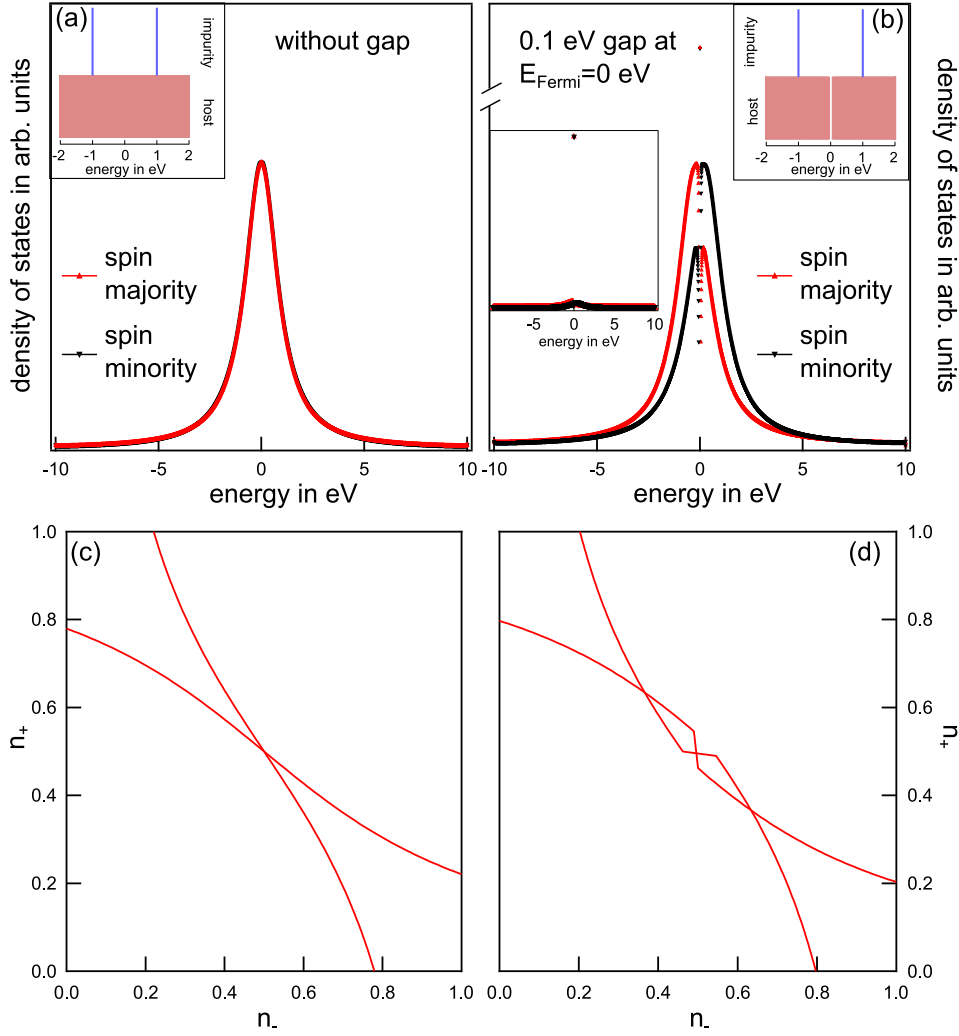 (a)
impurity
host
-2 -1 0 1 2
energy in eV
without gap
density of states in arb. units
spin
majority
spin
minority
-10 -5 0 5 10
energy in eV
0.1 eV gap at
EFermi=0 eV
(b)
impurity
host
-2 -1 0 1 2
energy in eV
-5 0 5 10
energy in eV
spin
majority
spin
minority
density of states in arb. units
-10 -5 0 5 10
energy in eV
(c)
1.0
0.8
0.6
0.4
0.2
0.0
n+
0.0 0.2 0.4 0.6 0.8 1.0
n-
(d)
1.0
0.8
0.6
0.4
0.2
0.0
n+
0.0 0.2 0.4 0.6 0.8 1.0
n-